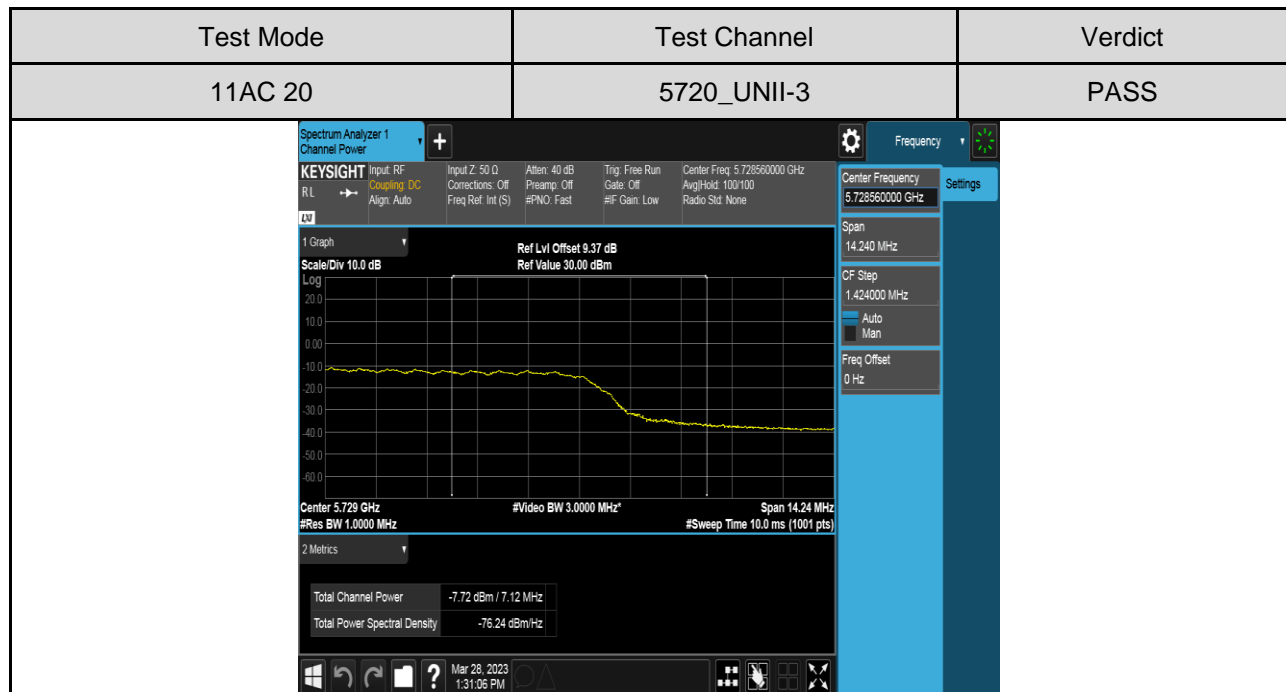 Test Mode Test Channel Verdict
11AC 20 5720_UNII-3 PASS
Spectrum Analyzer 1
Channel Power
+
Frequency
KEYSIGHT
RL
LXI
Input: RF
Coupling: DC
Align: Auto
Input Z: 50 Ω
Corrections: Off
Freq Ref: Int (S)
Atten: 40 dB
Preamp: Off
#PNO: Fast
Trig: Free Run
Gate: Off
#IF Gain: Low
Center Freq: 5.728560000 GHz
Avg|Hold: 100/100
Radio Std: None
Center Frequency
5.728560000 GHz
Settings
Span
14.240 MHz
CF Step
1.424000 MHz
Auto
Man
Freq Offset
0 Hz
1 Graph
Scale/Div 10.0 dB
Ref Lvl Offset 9.37 dB
Ref Value 30.00 dBm
Log
20.0
10.0
0.00
-10.0
-20.0
-30.0
-40.0
-50.0
-60.0
Center 5.729 GHz #Video BW 3.0000 MHz* Span 14.24 MHz
#Res BW 1.0000 MHz #Sweep Time 10.0 ms (1001 pts)
2 Metrics
Total Channel Power -7.72 dBm / 7.12 MHz
Total Power Spectral Density -76.24 dBm/Hz
?
Mar 28, 2023
1:31:06 PM